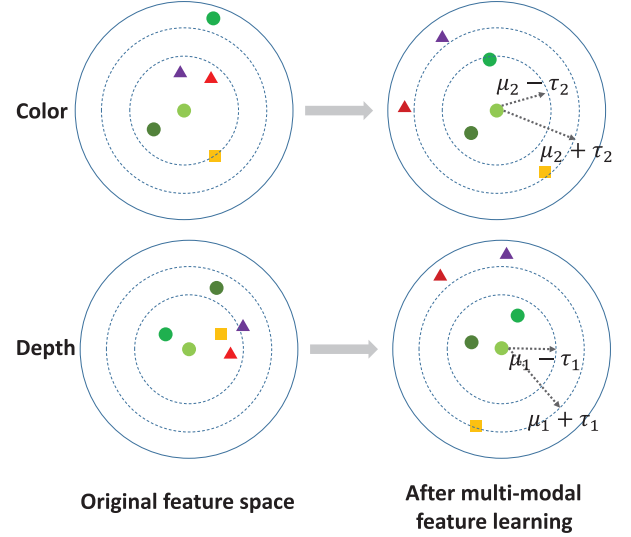 Color
μ₂ − τ₂
μ₂ + τ₂
Depth
μ₁ − τ₁
μ₁ + τ₁
Original feature space
After multi-modal
feature learning